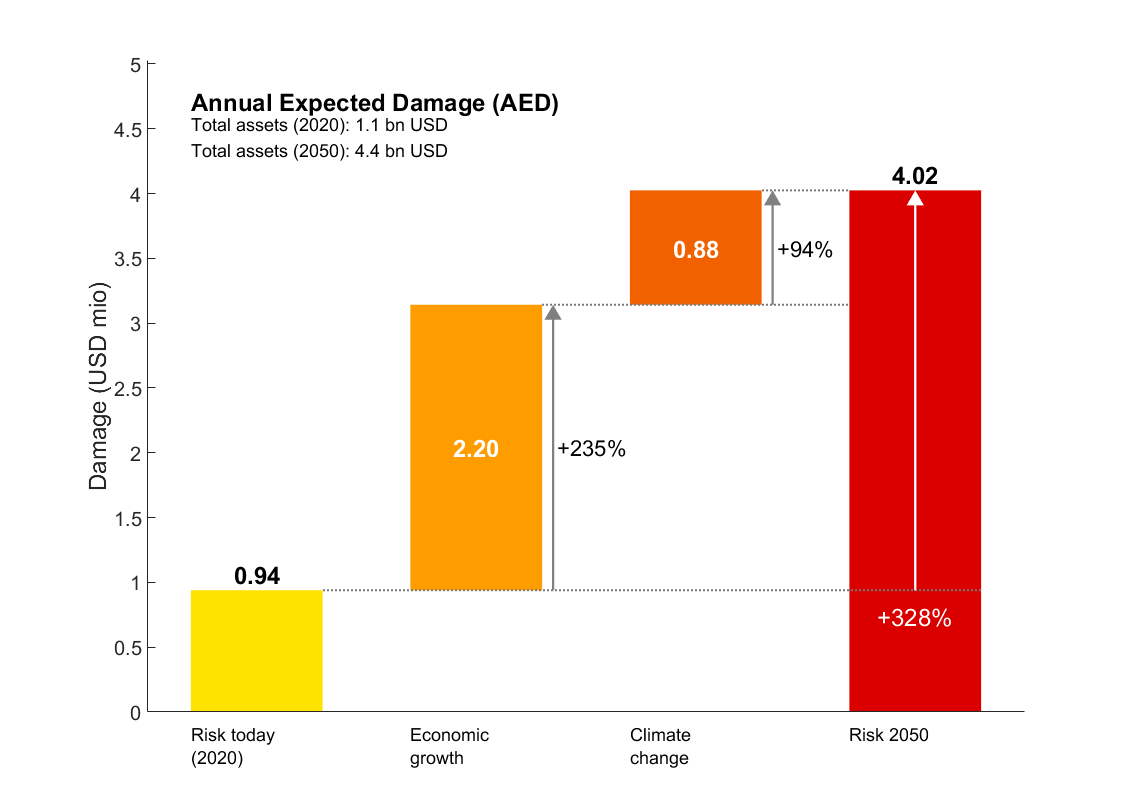 5
Annual Expected Damage (AED)
Total assets (2020): 1.1 bn USD
4.5
Total assets (2050): 4.4 bn USD
4.02
4
0.88
+94%
3.5
3
Damage (USD mio)
2.5
2.20
+235%
2
1.5
0.94
1
+328%
0.5
0
Risk today
(2020)
Economic
growth
Climate
change
Risk 2050